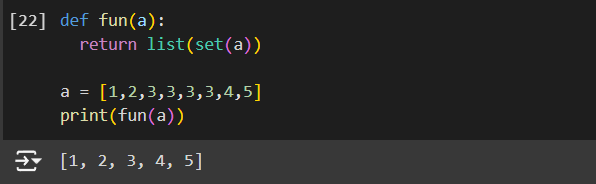 [22] def fun(a):
  return list(set(a))
a = [1,2,3,3,3,3,4,5]
print(fun(a))
[1, 2, 3, 4, 5]